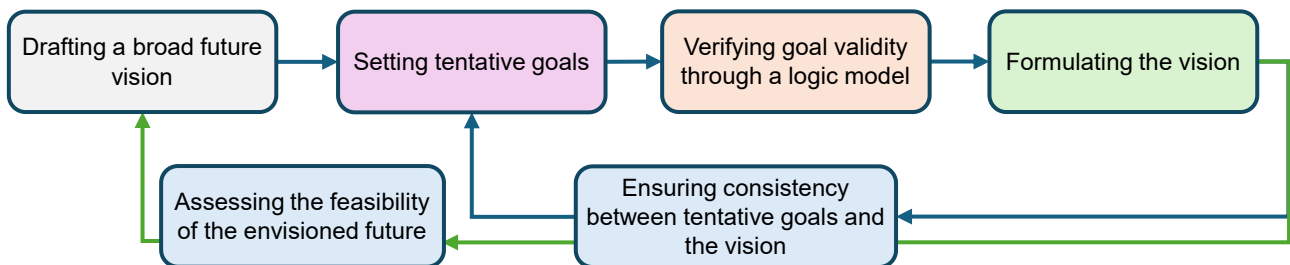 Drafting a broad future
vision
Setting tentative goals
Verifying goal validity
through a logic model
Formulating the vision
Assessing the feasibility
of the envisioned future
Ensuring consistency
between tentative goals and
the vision